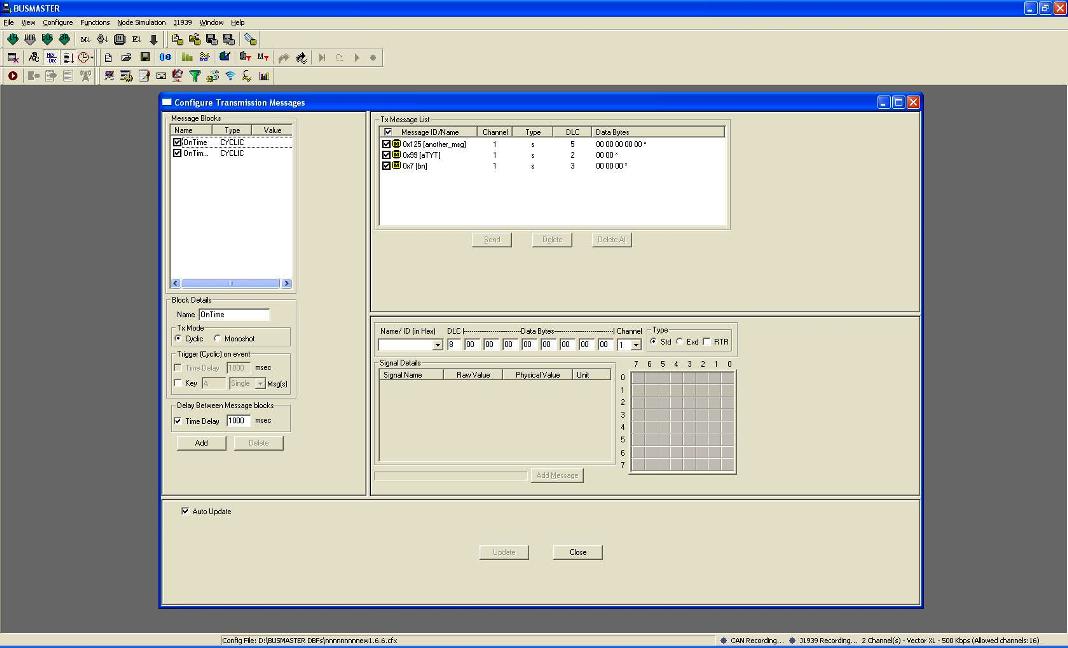 BUSMASTER
File View Configure Functions Node Simulation J1939 Window Help
Configure Transmission Messages
Message Blocks
Name Type Value
OnTime CYCLIC
OnTim... CYCLIC
Tx Message List
Message ID/Name Channel Type DLC Data Bytes
0x125 [another_msg] 1 s 5 00 00 00 00 00
0x99 [aTYT] 1 s 2 00 00
0x7 [bn] 1 s 3 00 00 00
Send Delete Delete All
Block Details
Name OnTime
Tx Mode
Cyclic Monoshot
Trigger (Cyclic) on event
Time Delay 1000 msec
Key A Single Msg(s)
Delay Between Message blocks
Time Delay 1000 msec
Add Delete
Name/ ID (in Hex) DLC |----------------Data Bytes----------------| Channel Type
8 00 00 00 00 00 00 00 00 1 Std Exd RTR
Signal Details
Signal Name Raw Value Physical Value Unit
7 6 5 4 3 2 1 0
0
1
2
3
4
5
6
7
Add Message
Auto Update
Update Close
Config File: D:\BUSMASTER DBFs\nnnnnnnnew1.6.6.cfx
CAN Recording... J1939 Recording... 2 Channel(s) - Vector XL - 500 Kbps (Allowed channels:16)